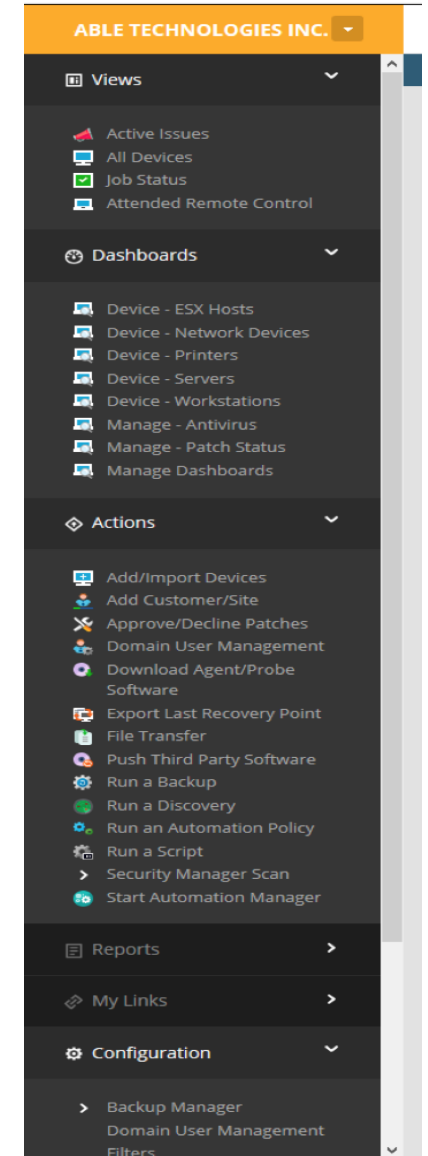 ABLE TECHNOLOGIES INC.
Views
Active Issues
All Devices
Job Status
Attended Remote Control
Dashboards
Device - ESX Hosts
Device - Network Devices
Device - Printers
Device - Servers
Device - Workstations
Manage - Antivirus
Manage - Patch Status
Manage Dashboards
Actions
Add/Import Devices
Add Customer/Site
Approve/Decline Patches
Domain User Management
Download Agent/Probe
Software
Export Last Recovery Point
File Transfer
Push Third Party Software
Run a Backup
Run a Discovery
Run an Automation Policy
Run a Script
Security Manager Scan
Start Automation Manager
Reports
My Links
Configuration
Backup Manager
Domain User Management
Filters